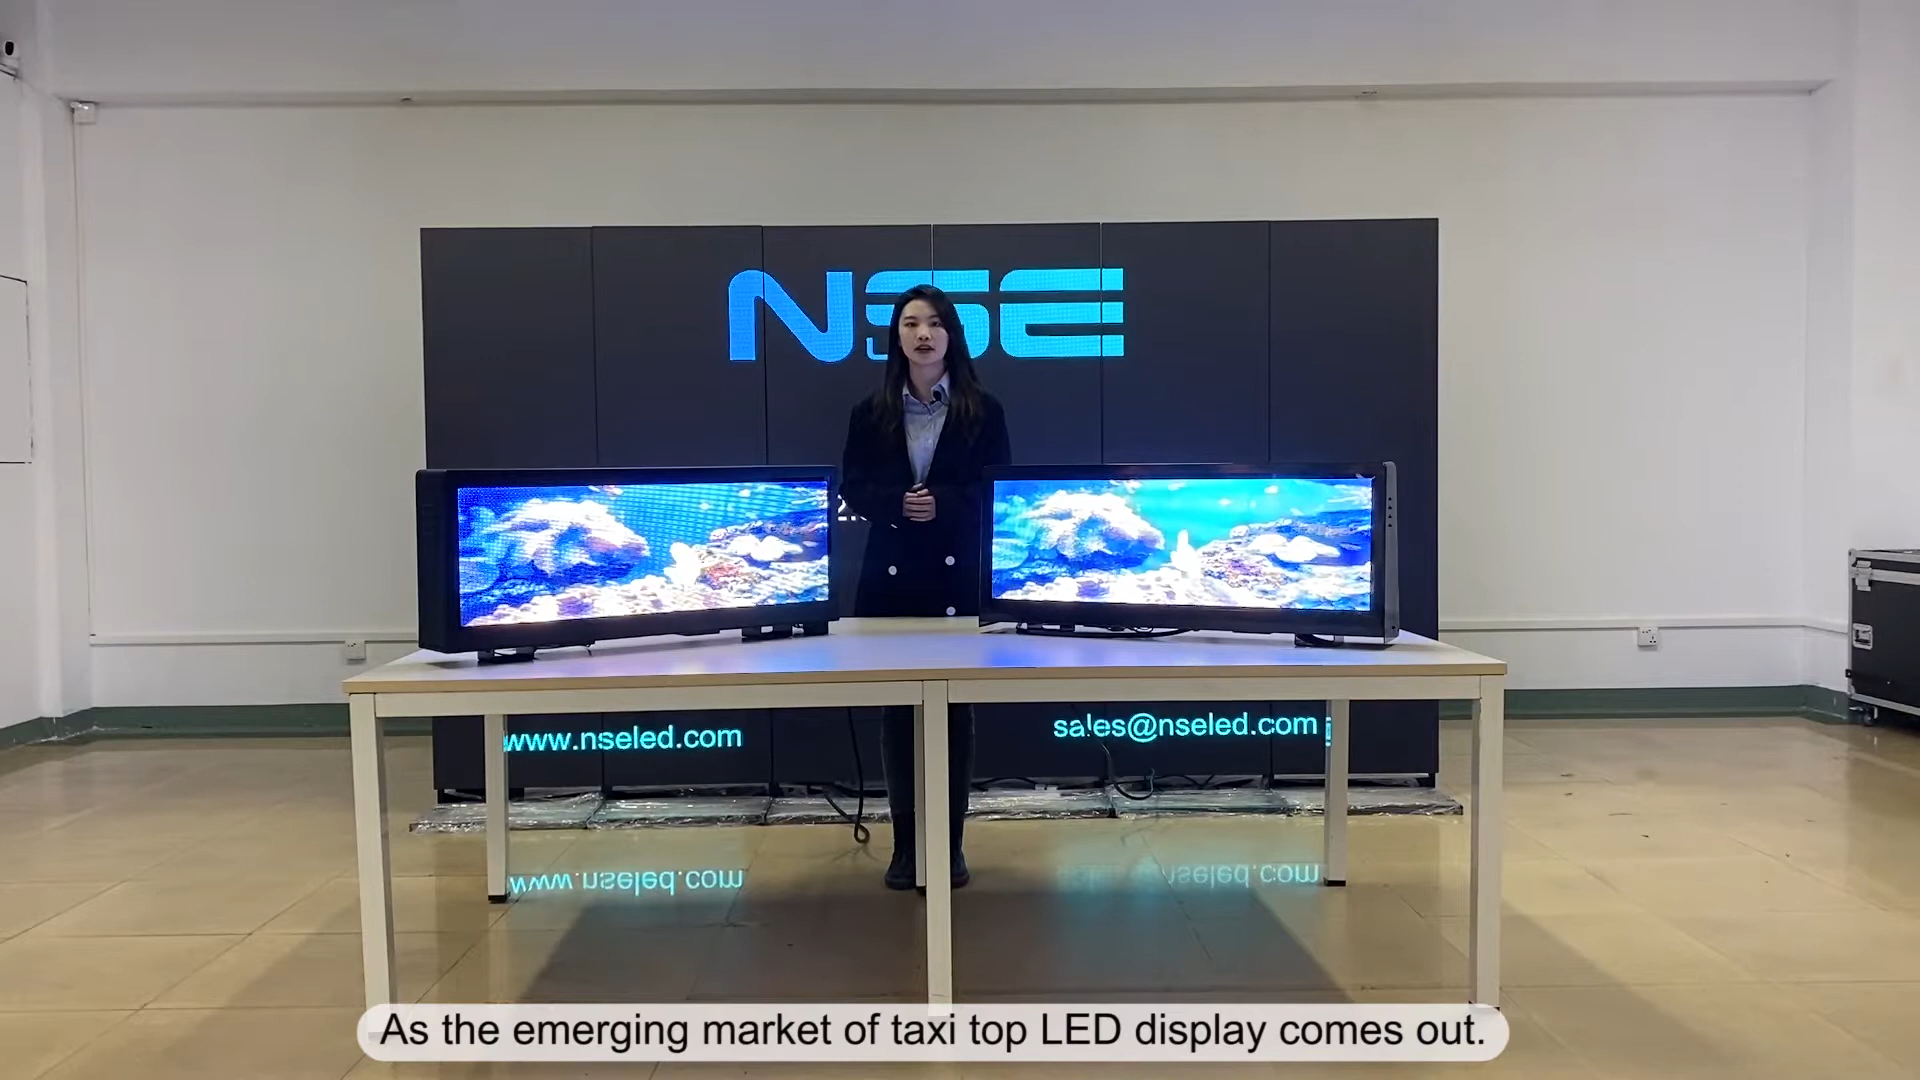 NSE
www.nseled.com
sales@nseled.com
As the emerging market of taxi top LED display comes out.